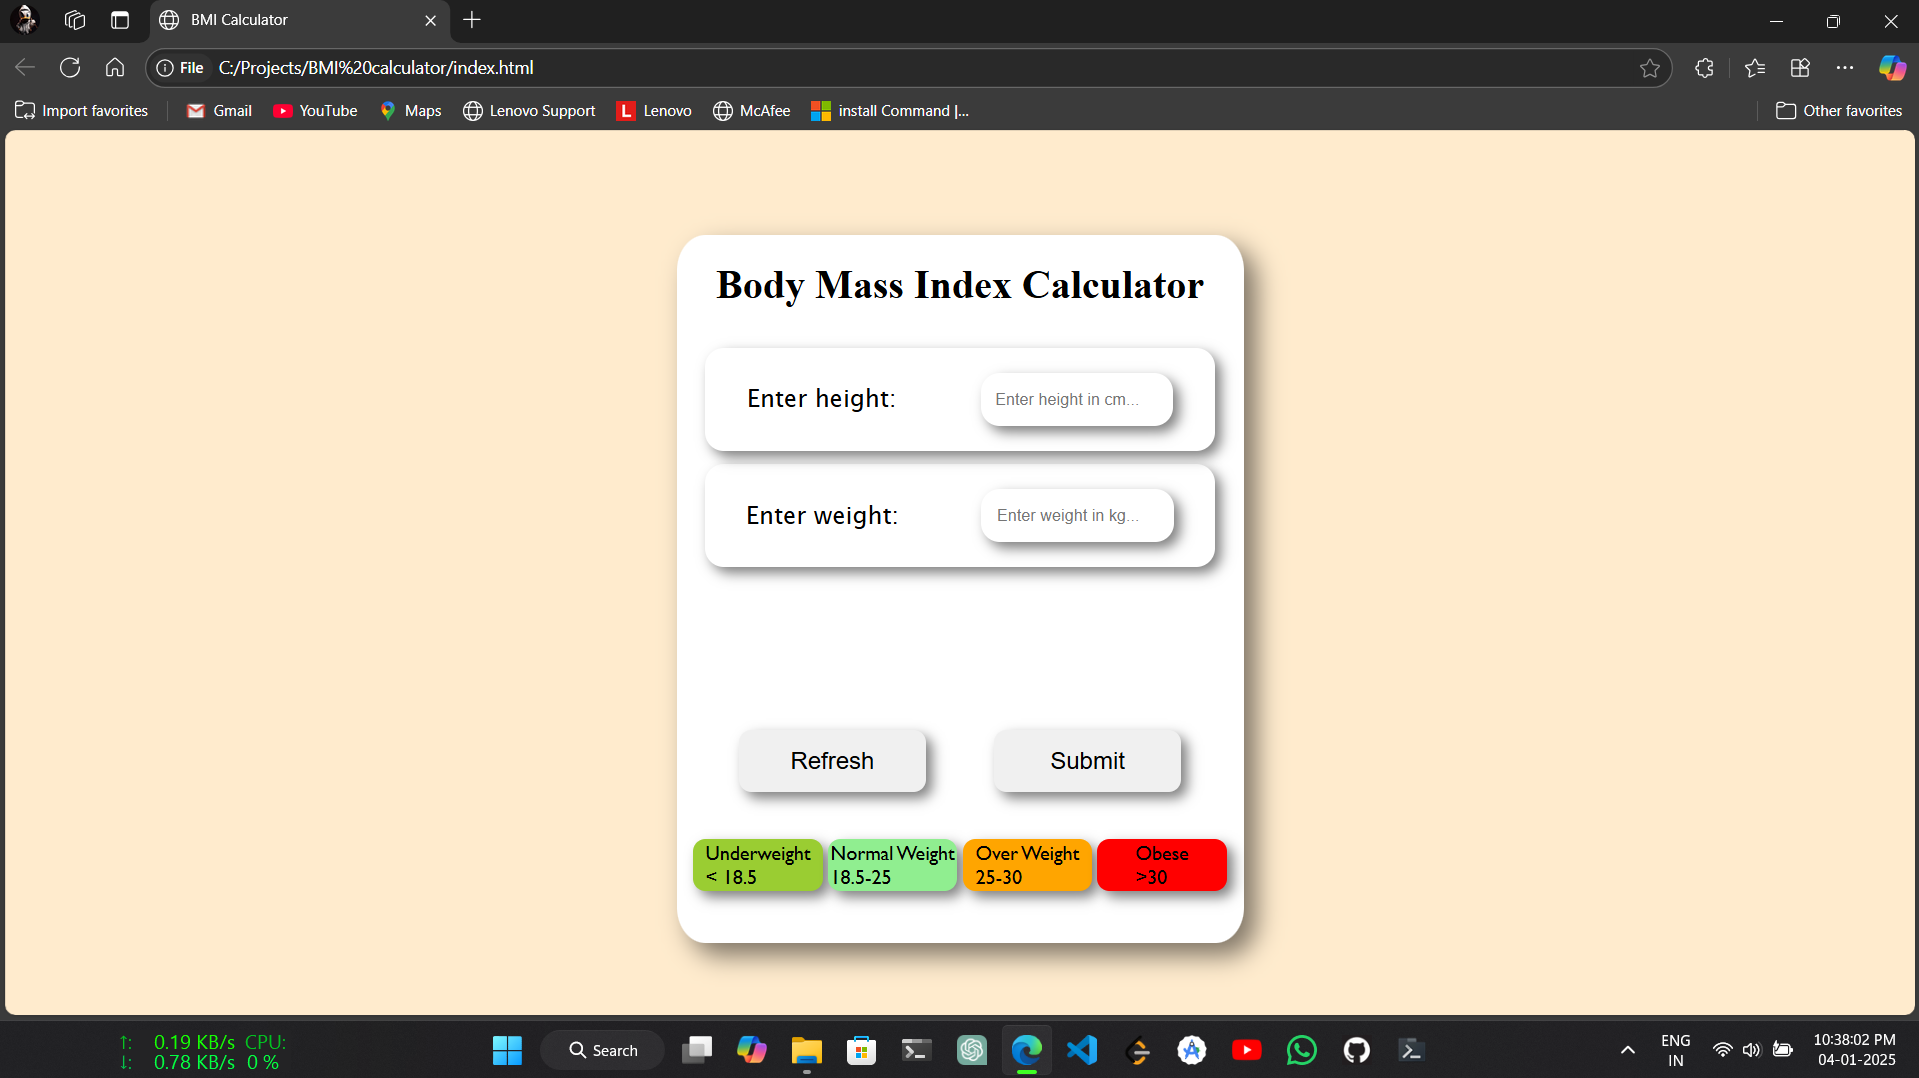 BMI Calculator
File C:/Projects/BMI%20calculator/index.html
Import favorites Gmail YouTube Maps Lenovo Support L Lenovo McAfee install Command |... Other favorites
Body Mass Index Calculator
Enter height: Enter height in cm...
Enter weight: Enter weight in kg...
Refresh Submit
Underweight Normal Weight Over Weight Obese
< 18.5 18.5-25 25-30 >30
↑: 0.19 KB/s CPU:
↓: 0.78 KB/s 0 %
Search
ENG
IN
10:38:02 PM
04-01-2025